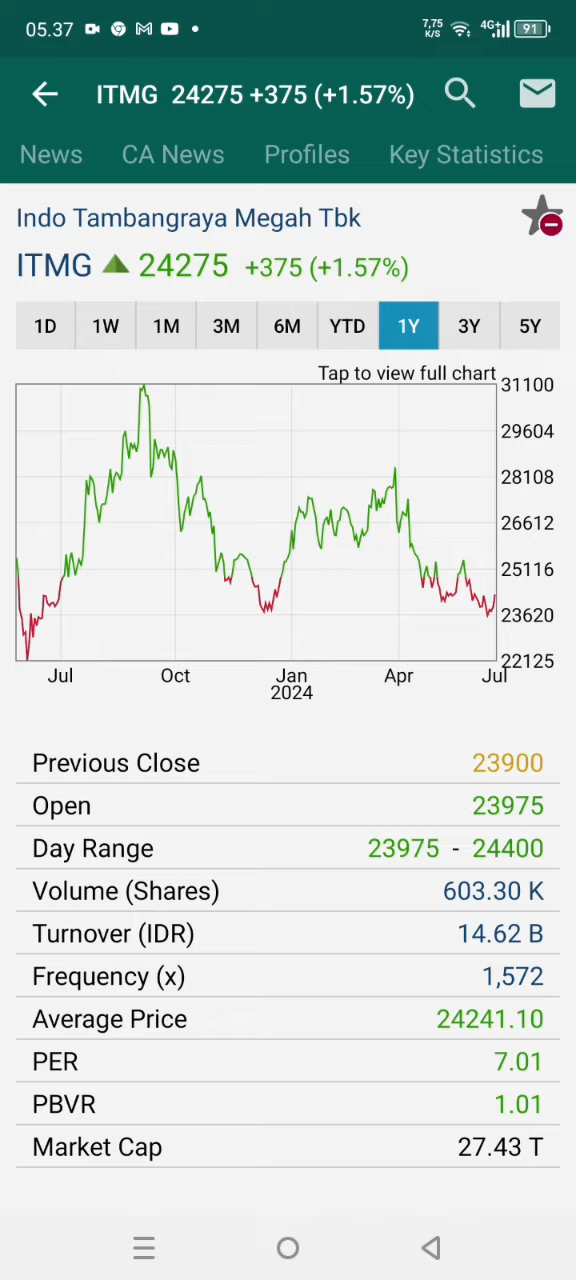 05.37
7,75 K/S 4G+ 91
ITMG 24275 +375 (+1.57%)
News CA News Profiles Key Statistics
Indo Tambangraya Megah Tbk
ITMG 24275 +375 (+1.57%)
1D 1W 1M 3M 6M YTD 1Y 3Y 5Y
Tap to view full chart
31100
29604
28108
26612
25116
23620
22125
Jul Oct Jan Apr Jul
2024
Previous Close 23900
Open 23975
Day Range 23975 - 24400
Volume (Shares) 603.30 K
Turnover (IDR) 14.62 B
Frequency (x) 1,572
Average Price 24241.10
PER 7.01
PBVR 1.01
Market Cap 27.43 T